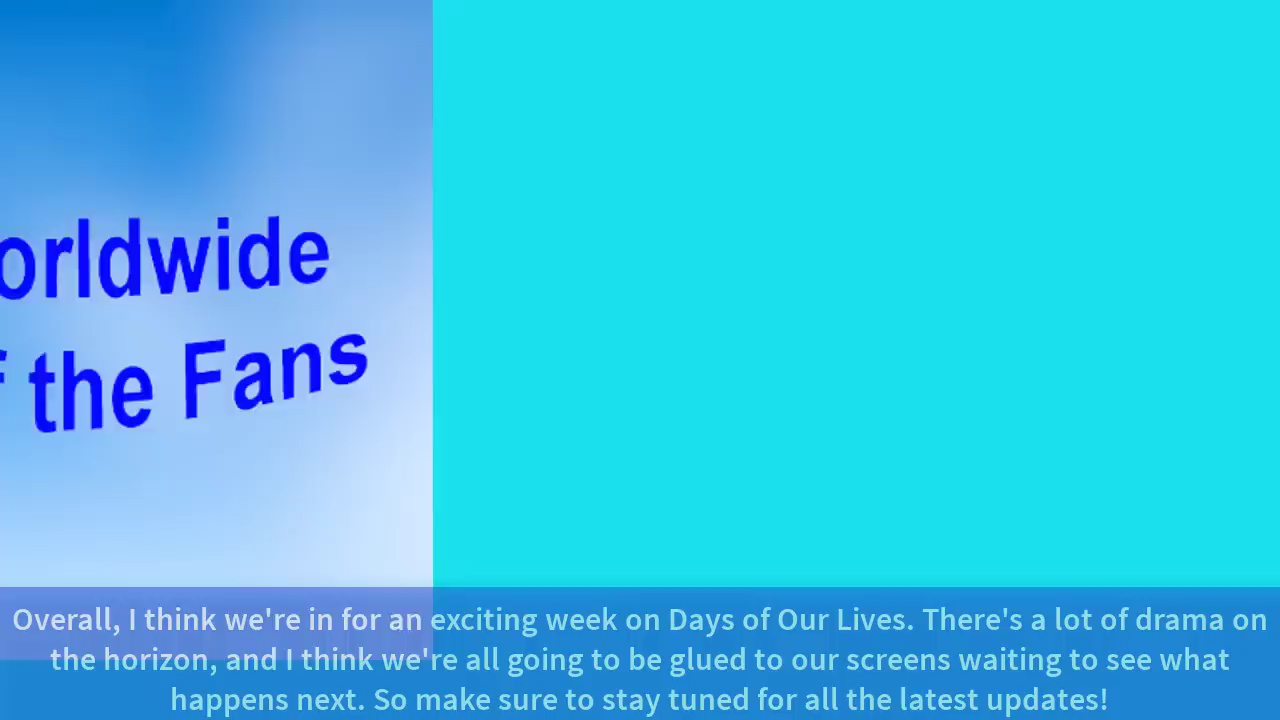 orldwide
f the Fans
Overall, I think we're in for an exciting week on Days of Our Lives. There's a lot of drama on
the horizon, and I think we're all going to be glued to our screens waiting to see what
happens next. So make sure to stay tuned for all the latest updates!